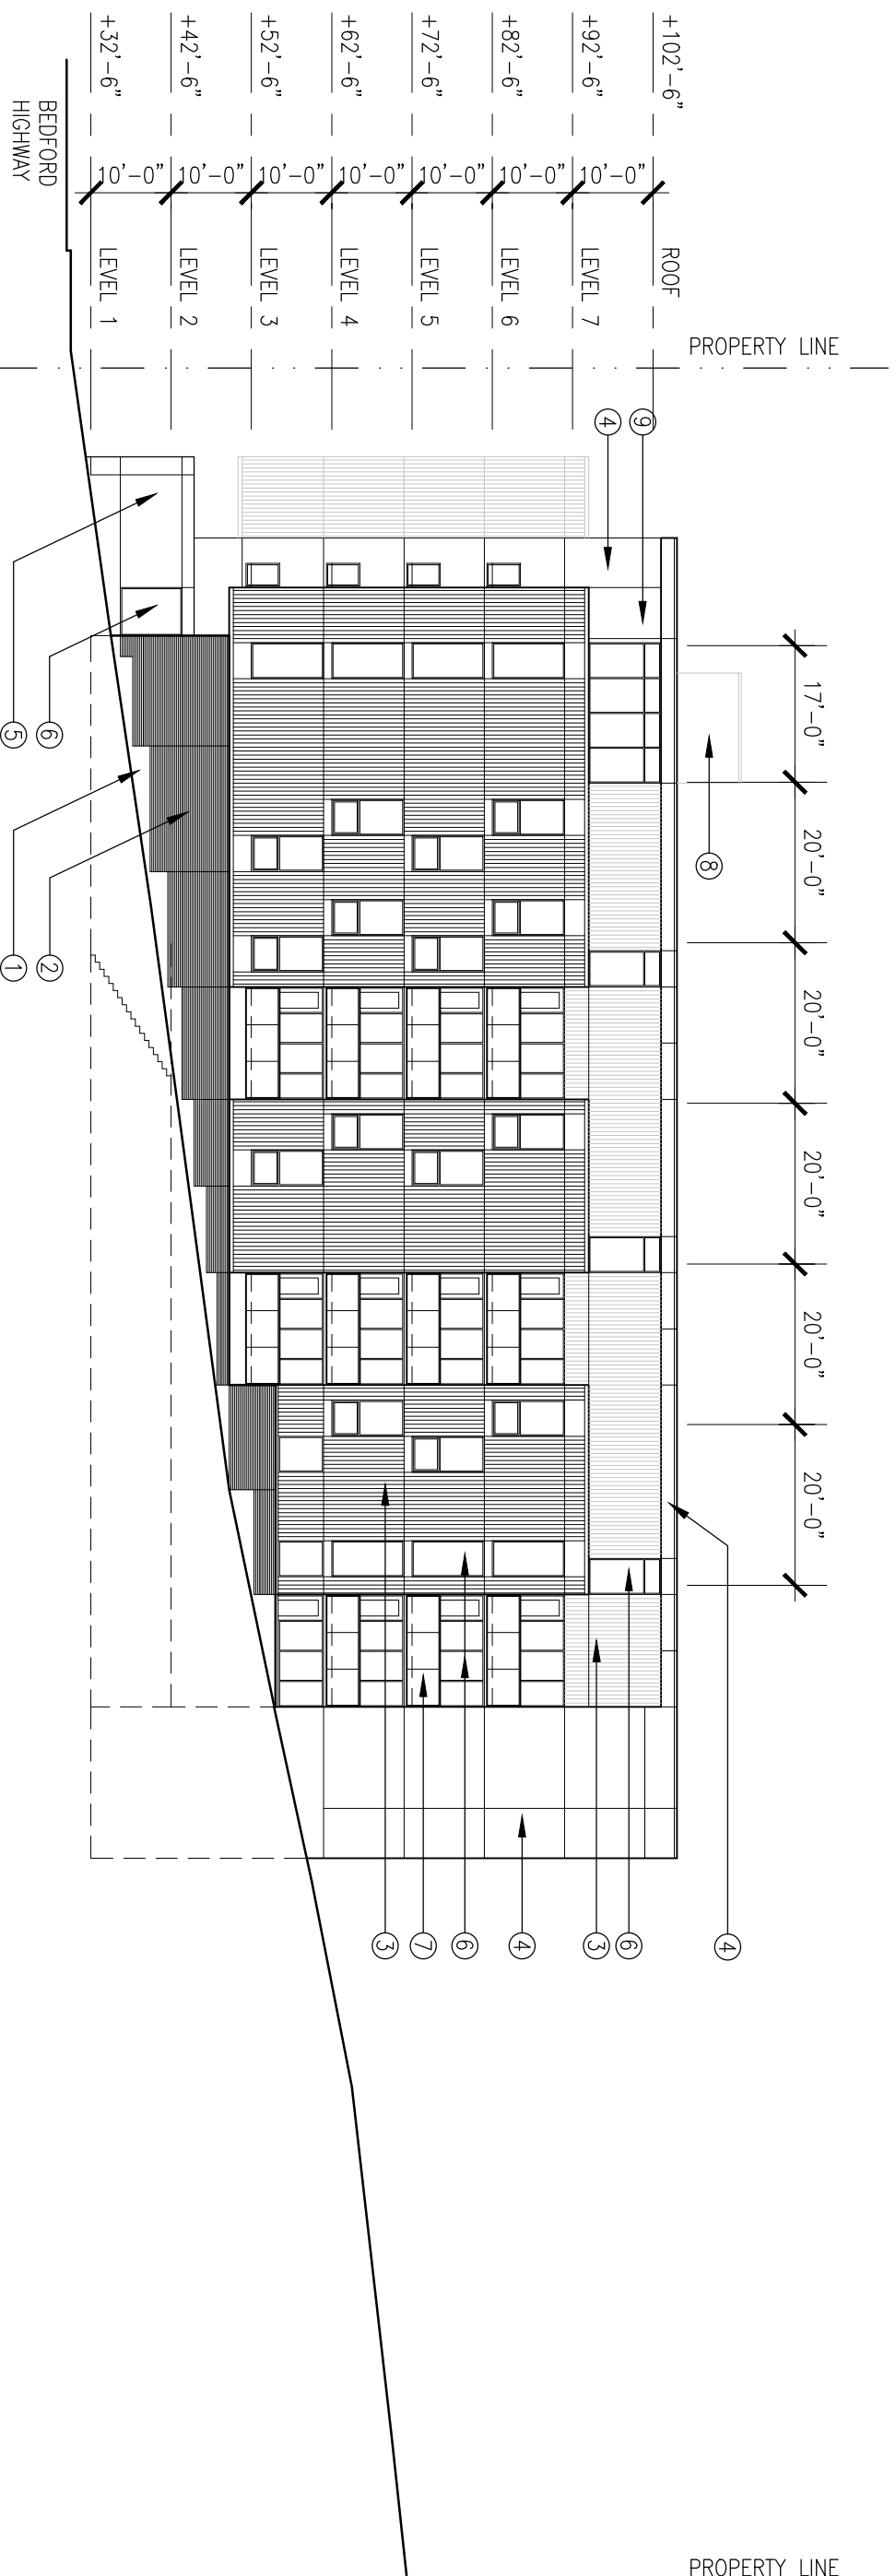 PROPERTY LINE
PROPERTY LINE
17'-0"
20'-0"
20'-0"
20'-0"
20'-0"
20'-0"
+102'-6"
ROOF
10'-0"
+92'-6"
LEVEL 7
10'-0"
+82'-6"
LEVEL 6
10'-0"
+72'-6"
LEVEL 5
10'-0"
+62'-6"
LEVEL 4
10'-0"
+52'-6"
LEVEL 3
10'-0"
+42'-6"
LEVEL 2
10'-0"
+32'-6"
LEVEL 1
BEDFORD
HIGHWAY
8
4
9
4
6
3
4
6
7
3
6
5
2
1